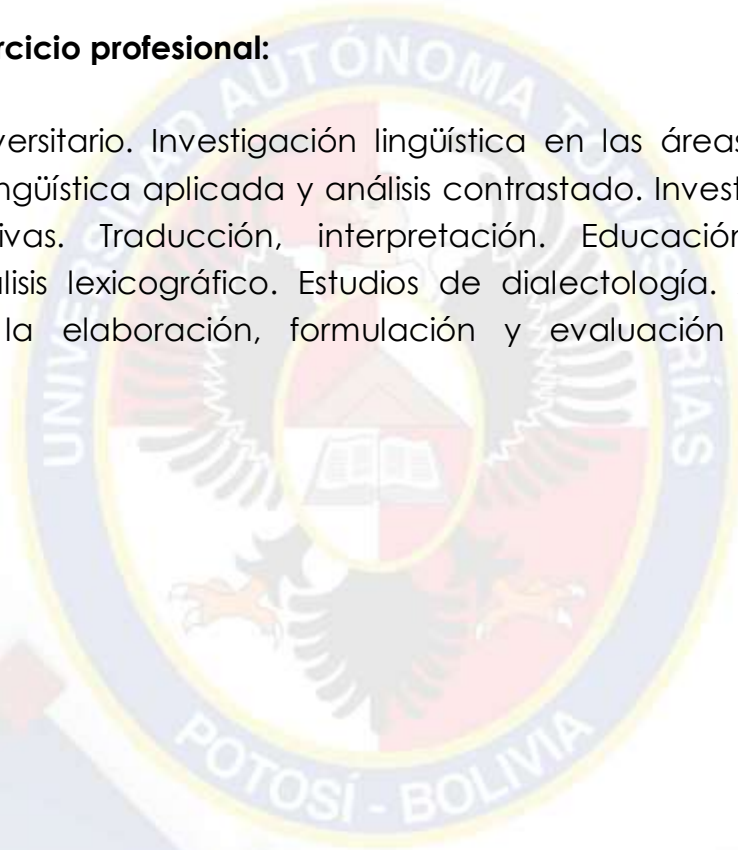 rcicio profesional:
versitario. Investigación lingüística en las áreas
ngüística aplicada y análisis contrastado. Invest
ivas. Traducción, interpretación. Educación
álisis lexicográfico. Estudios de dialectología.
la elaboración, formulación y evaluación
UNIVERSIDAD AUTÓNOMA TOMÁS FRÍAS
POTOSÍ - BOLIVIA